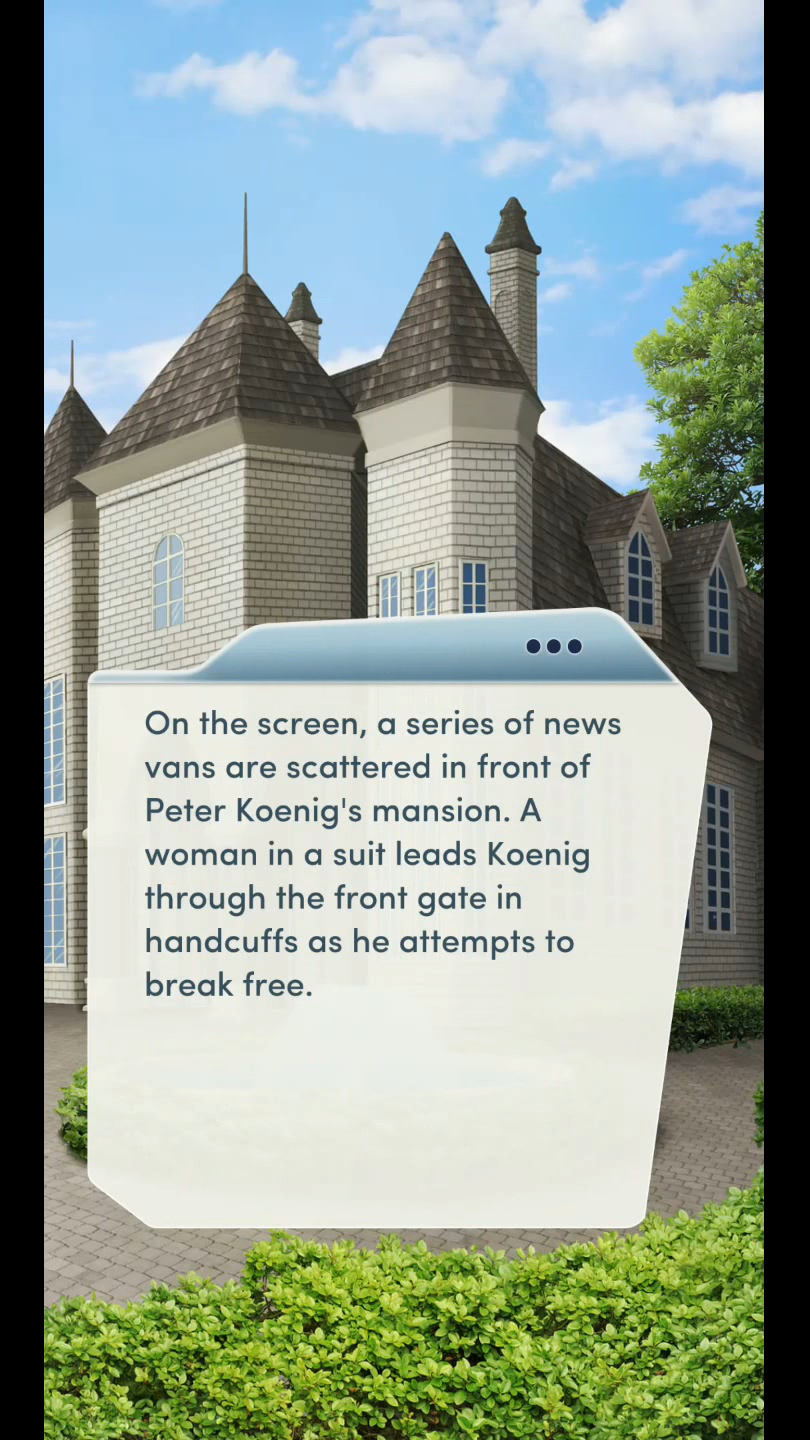 On the screen, a series of news
vans are scattered in front of
Peter Koenig's mansion. A
woman in a suit leads Koenig
through the front gate in
handcuffs as he attempts to
break free.